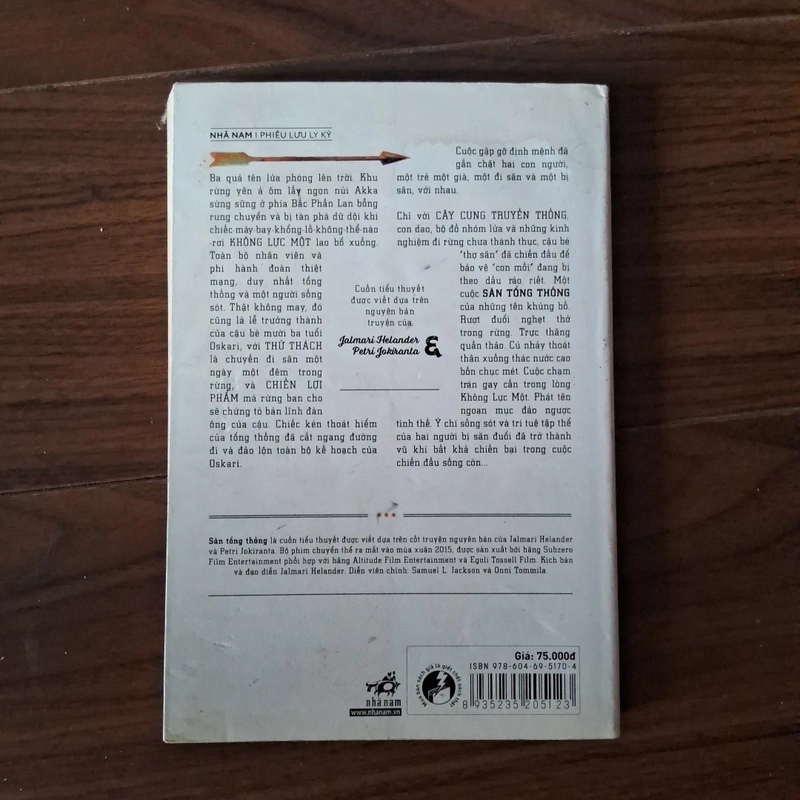 NHÃ NAM | PHIÊU LƯU LY KỲ
Ba quả tên lửa phóng lên trời. Khu
rừng yên ả ôm lấy ngọn núi Akka
sừng sững ở phía Bắc Phần Lan bỗng
rung chuyển và bị tàn phá dữ dội khi
chiếc máy bay khổng lồ không thể nào
rơi KHÔNG LỰC MỘT lao bổ xuống.
Toàn bộ nhân viên và
phi hành đoàn thiệt
mạng, duy nhất tổng
thống và một người sống
sót. Thật không may, đó
cũng là lễ trưởng thành
của cậu bé mười ba tuổi
Oskari, với THỬ THÁCH
là chuyến đi săn một
ngày một đêm trong
rừng, và CHIẾN LỢI
PHẨM mà rừng ban cho
sẽ chứng tỏ bản lĩnh đàn
ông của cậu. Chiếc kén thoát hiểm
của tổng thống đã cắt ngang đường
đi và đảo lộn toàn bộ kế hoạch của
Oskari.
Cuốn tiểu thuyết
được viết dựa trên
nguyên bản
truyện của
Jalmari Helander
&
Petri Jokiranta
Cuộc gặp gỡ định mệnh đã
gắn chặt hai con người,
một trẻ một già, một đi săn và một bị
săn, với nhau.
Chỉ với CÂY CUNG TRUYỀN THỐNG,
con dao, bộ đồ nhóm lửa và những kinh
nghiệm đi rừng chưa thành thực, cậu bé
"thợ săn" đã chiến đấu để
bảo vệ "con mồi" đang bị
theo dấu ráo riết. Một
cuộc SĂN TỔNG THỐNG
của những tên khủng bố.
Rượt đuổi nghẹt thở
trong rừng. Trực thăng
quần thảo. Cú nhảy thoát
thân xuống thác nước cao
bốn chục mét. Cuộc chạm
trán gay cấn trong lòng
Không Lực Một. Phát tên
ngoạn mục đảo ngược
tình thế. Ý chí sống sót và trí tuệ tập thể
của hai người bị săn đuổi đã trở thành
vũ khí bất khả chiến bại trong cuộc
chiến đấu sống còn...
***
Săn tổng thống là cuốn tiểu thuyết được viết dựa trên cốt truyện nguyên bản của Jalmari Helander
và Petri Jokiranta. Bộ phim chuyển thể ra mắt vào mùa xuân 2015, được sản xuất bởi hãng Subzero
Film Entertainment phối hợp với hãng Altitude Film Entertainment và Egoli Tossell Film. Kịch bản
và đạo diễn Jalmari Helander. Diễn viên chính: Samuel L. Jackson và Onni Tommila.
nhã nam
www.nhanam.vn
Mua bán sách giả là giết chết sách thật
Giá: 75.000đ
ISBN 978-604-69-5170-4
8 935235 205123